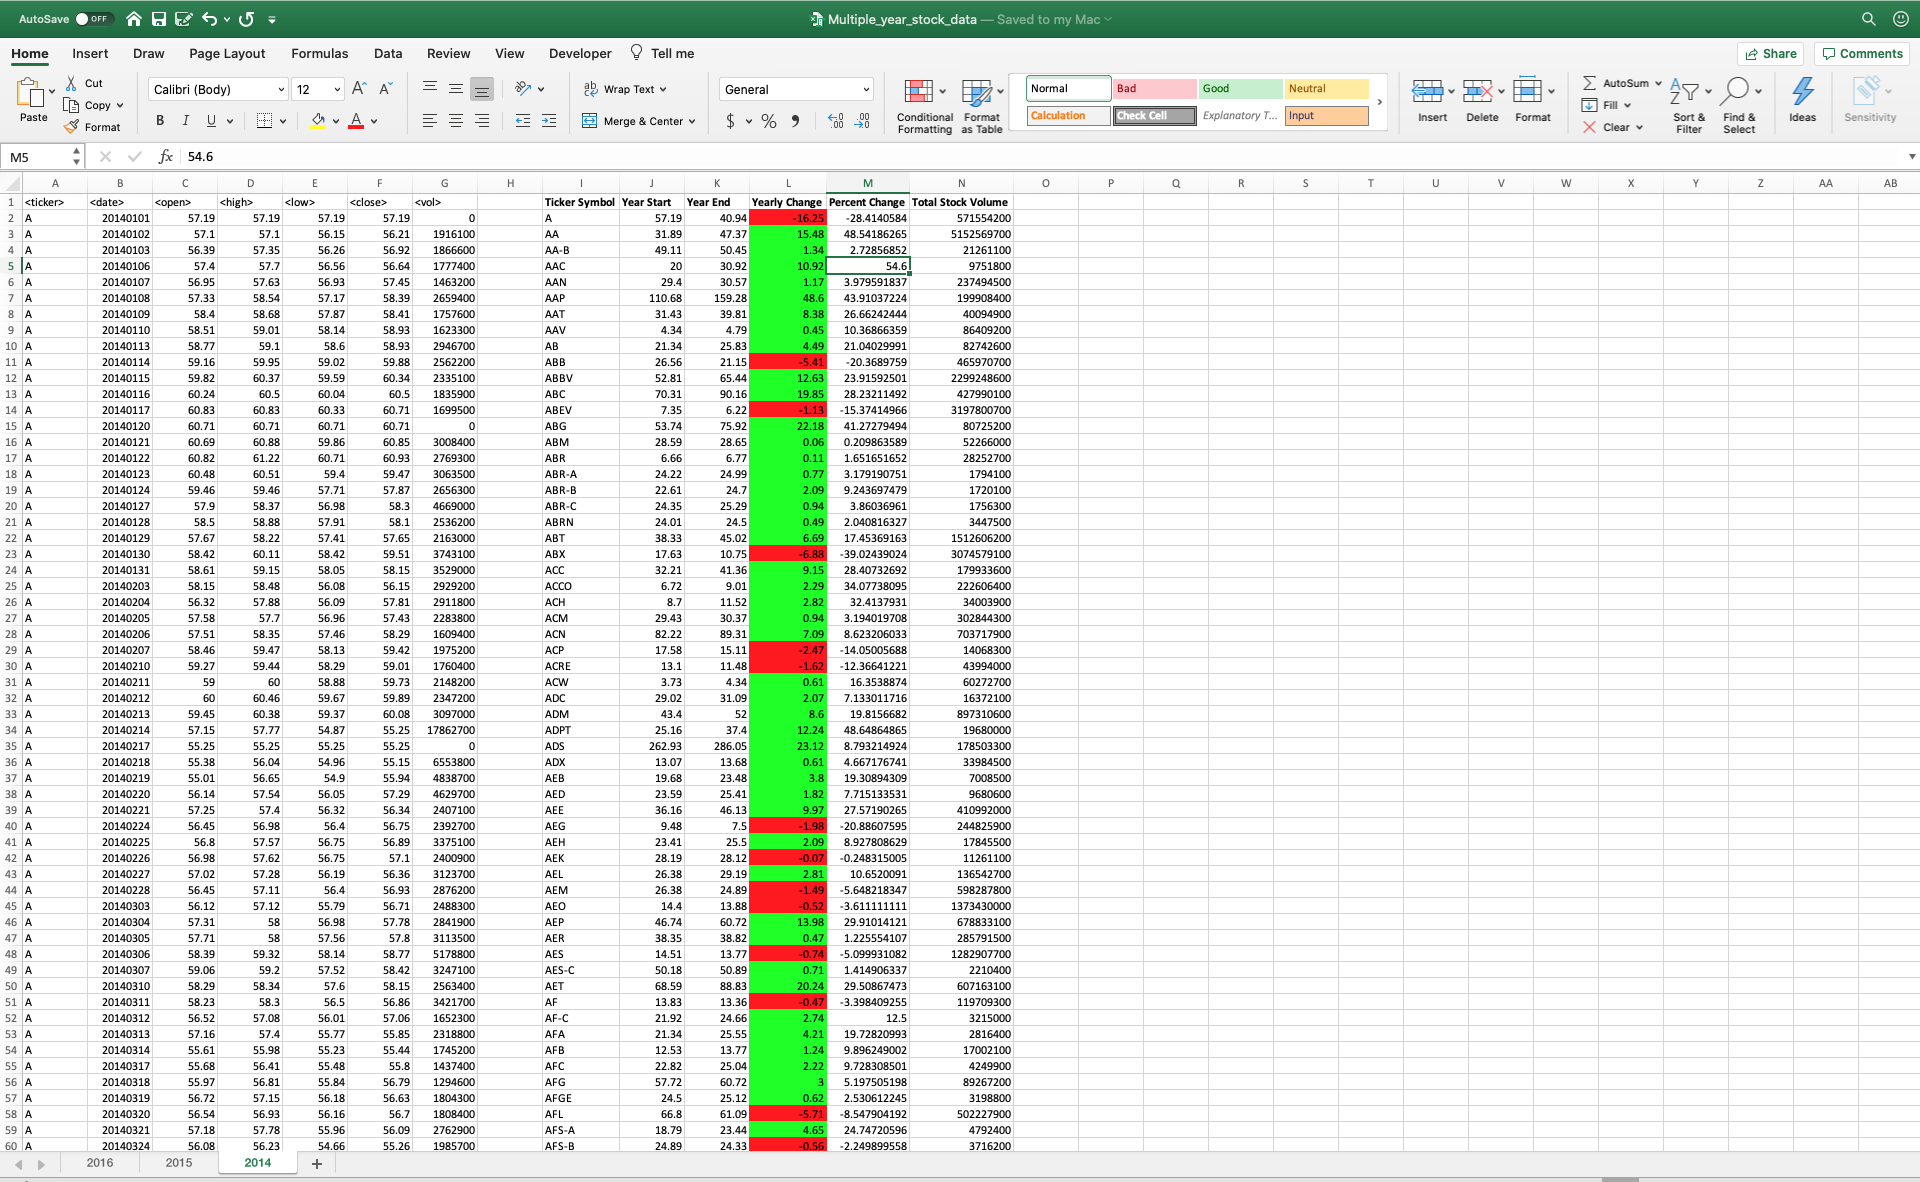 AutoSave OFF Multiple_year_stock_data — Saved to my Mac
Home Insert Draw Page Layout Formulas Data Review View Developer Tell me Share Comments
Paste Cut Copy Format Calibri (Body) 12 A A Wrap Text General Normal Bad Good Neutral AutoSum Fill Clear
B I U A Merge & Center $ % Conditional Formatting Format as Table Calculation Check Cell Explanatory T... Input Insert Delete Format Sort & Filter Find & Select Ideas Sensitivity
M5 fx 54.6
A B C D E F G H I J K L M N O P Q R S T U V W X Y Z AA AB
1 <ticker> <date> <open> <high> <low> <close> <vol> Ticker Symbol Year Start Year End Yearly Change Percent Change Total Stock Volume
2 A 20140101 57.19 57.19 57.19 57.19 0 A 57.19 40.94 -16.25 -28.4140584 571554200
3 A 20140102 57.1 57.1 56.15 56.21 1916100 AA 31.89 47.37 15.48 48.54186265 5152569700
4 A 20140103 56.39 57.35 56.26 56.92 1866600 AA-B 49.11 50.45 1.34 2.72856852 21261100
5 A 20140106 57.4 57.7 56.56 56.64 1777400 AAC 20 30.92 10.92 54.6 9751800
6 A 20140107 56.95 57.63 56.93 57.45 1463200 AAN 29.4 30.57 1.17 3.979591837 237494500
7 A 20140108 57.33 58.54 57.17 58.39 2659400 AAP 110.68 159.28 48.6 43.91037224 199908400
8 A 20140109 58.4 58.68 57.87 58.41 1757600 AAT 31.43 39.81 8.38 26.66242444 40094900
9 A 20140110 58.51 59.01 58.14 58.93 1623300 AAV 4.34 4.79 0.45 10.36866359 86409200
10 A 20140113 58.77 59.1 58.6 58.93 2946700 AB 21.34 25.83 4.49 21.04029991 82742600
11 A 20140114 59.16 59.95 59.02 59.88 2562200 ABB 26.56 21.15 -5.41 -20.3689759 465970700
12 A 20140115 59.82 60.37 59.59 60.34 2335100 ABBV 52.81 65.44 12.63 23.91592501 2299248600
13 A 20140116 60.24 60.5 60.04 60.5 1835900 ABC 70.31 90.16 19.85 28.23211492 427990100
14 A 20140117 60.83 60.83 60.33 60.71 1699500 ABEV 7.35 6.22 -1.13 -15.37414966 3197800700
15 A 20140120 60.71 60.71 60.71 60.71 0 ABG 53.74 75.92 22.18 41.27279494 80725200
16 A 20140121 60.69 60.88 59.86 60.85 3008400 ABM 28.59 28.65 0.06 0.209863589 52266000
17 A 20140122 60.82 61.22 60.71 60.93 2769300 ABR 6.66 6.77 0.11 1.651651652 28252700
18 A 20140123 60.48 60.51 59.4 59.47 3063500 ABR-A 24.22 24.99 0.77 3.179190751 1794100
19 A 20140124 59.46 59.46 57.71 57.87 2656300 ABR-B 22.61 24.7 2.09 9.243697479 1720100
20 A 20140127 57.9 58.37 56.98 58.3 4669000 ABR-C 24.35 25.29 0.94 3.86036961 1756300
21 A 20140128 58.5 58.88 57.91 58.1 2536200 ABRN 24.01 24.5 0.49 2.040816327 3447500
22 A 20140129 57.67 58.22 57.41 57.65 2163000 ABT 38.33 45.02 6.69 17.45369163 1512606200
23 A 20140130 58.42 60.11 58.42 59.51 3743100 ABX 17.63 10.75 -6.88 -39.02439024 3074579100
24 A 20140131 58.61 59.15 58.05 58.15 3529000 ACC 32.21 41.36 9.15 28.40732692 179933600
25 A 20140203 58.15 58.48 56.08 56.15 2929200 ACCO 6.72 9.01 2.29 34.07738095 222606400
26 A 20140204 56.32 57.88 56.09 57.81 2911800 ACH 8.7 11.52 2.82 32.4137931 34003900
27 A 20140205 57.58 57.7 56.96 57.43 2283800 ACM 29.43 30.37 0.94 3.194019708 302844300
28 A 20140206 57.51 58.35 57.46 58.29 1609400 ACN 82.22 89.31 7.09 8.623206033 703717900
29 A 20140207 58.46 59.47 58.13 59.42 1975200 ACP 17.58 15.11 -2.47 -14.05005688 14068300
30 A 20140210 59.27 59.44 58.29 59.01 1760400 ACRE 13.1 11.48 -1.62 -12.36641221 43994000
31 A 20140211 59 60 58.88 59.73 2148200 ACW 3.73 4.34 0.61 16.3538874 60272700
32 A 20140212 60 60.46 59.67 59.89 2347200 ADC 29.02 31.09 2.07 7.133011716 16372100
33 A 20140213 59.45 60.38 59.37 60.08 3097000 ADM 43.4 52 8.6 19.8156682 897310600
34 A 20140214 57.15 57.77 54.87 55.25 17862700 ADPT 25.16 37.4 12.24 48.64864865 19680000
35 A 20140217 55.25 55.25 55.25 55.25 0 ADS 262.93 286.05 23.12 8.793214924 178503300
36 A 20140218 55.38 56.04 54.96 55.15 6553800 ADX 13.07 13.68 0.61 4.667176741 33984500
37 A 20140219 55.01 56.65 54.9 55.94 4838700 AEB 19.68 23.48 3.8 19.30894309 7008500
38 A 20140220 56.14 57.54 56.05 57.29 4629700 AED 23.59 25.41 1.82 7.715133531 9680600
39 A 20140221 57.25 57.4 56.32 56.34 2407100 AEE 36.16 46.13 9.97 27.57190265 410992000
40 A 20140224 56.45 56.98 56.4 56.75 2392700 AEG 9.48 7.5 -1.98 -20.88607595 244825900
41 A 20140225 56.8 57.57 56.75 56.89 3375100 AEH 23.41 25.5 2.09 8.927808629 17845500
42 A 20140226 56.98 57.62 56.75 57.1 2400900 AEK 28.19 28.12 -0.07 -0.248315005 11261100
43 A 20140227 57.02 57.28 56.19 56.36 3123700 AEL 26.38 29.19 2.81 10.6520091 136542700
44 A 20140228 56.45 57.11 56.4 56.93 2876200 AEM 26.38 24.89 -1.49 -5.648218347 598287800
45 A 20140303 56.12 57.12 55.79 56.71 2488300 AEO 14.4 13.88 -0.52 -3.611111111 1373430000
46 A 20140304 57.31 58 56.98 57.78 2841900 AEP 46.74 60.72 13.98 29.91014121 678833100
47 A 20140305 57.71 58 57.56 57.8 3113500 AER 38.35 38.82 0.47 1.225554107 285791500
48 A 20140306 58.39 59.32 58.14 58.77 5178800 AES 14.51 13.77 -0.74 -5.099931082 1282907700
49 A 20140307 59.06 59.2 57.52 58.42 3247100 AES-C 50.18 50.89 0.71 1.414906337 2210400
50 A 20140310 58.29 58.34 57.6 58.15 2563400 AET 68.59 88.83 20.24 29.50867473 607163100
51 A 20140311 58.23 58.3 56.5 56.86 3421700 AF 13.83 13.36 -0.47 -3.398409255 119709300
52 A 20140312 56.52 57.08 56.01 57.06 1652300 AF-C 21.92 24.66 2.74 12.5 3215000
53 A 20140313 57.16 57.4 55.77 55.85 2318800 AFA 21.34 25.55 4.21 19.72820993 2816400
54 A 20140314 55.61 55.98 55.23 55.44 1745200 AFB 12.53 13.77 1.24 9.896249002 17002100
55 A 20140317 55.68 56.41 55.48 55.8 1437400 AFC 22.82 25.04 2.22 9.728308501 4249900
56 A 20140318 55.97 56.81 55.84 56.79 1294600 AFG 57.72 60.72 3 5.197505198 89267200
57 A 20140319 56.72 57.15 56.18 56.63 1804300 AFGE 24.5 25.12 0.62 2.530612245 3198800
58 A 20140320 56.54 56.93 56.16 56.7 1808400 AFL 66.8 61.09 -5.71 -8.547904192 502227900
59 A 20140321 57.18 57.78 55.96 56.09 2762900 AFS-A 18.79 23.44 4.65 24.74720596 4792400
60 A 20140324 56.08 56.23 54.66 55.26 1985700 AFS-B 24.89 24.33 -0.56 -2.249899558 3716200
2016 2015 2014 +